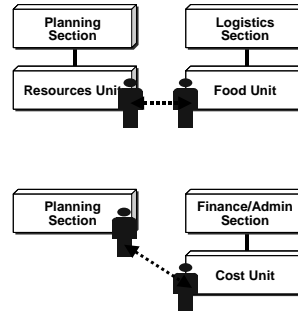 Planning
Section
Logistics
Section
Resources Unit
Food Unit
Planning
Section
Finance/Admin
Section
Cost Unit